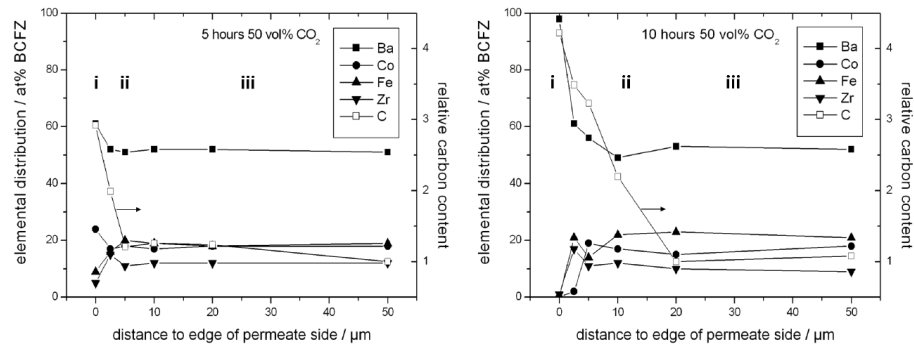 5 hours 50 vol% CO₂
Ba
Co
Fe
Zr
C
i ii iii
elemental distribution / at% BCFZ
100
80
60
40
20
0
relative carbon content
4
3
2
1
0 10 20 30 40 50
distance to edge of permeate side / µm
10 hours 50 vol% CO₂
Ba
Co
Fe
Zr
C
i ii iii
elemental distribution / at% BCFZ
100
80
60
40
20
0
relative carbon content
4
3
2
1
0 10 20 30 40 50
distance to edge of permeate side / µm